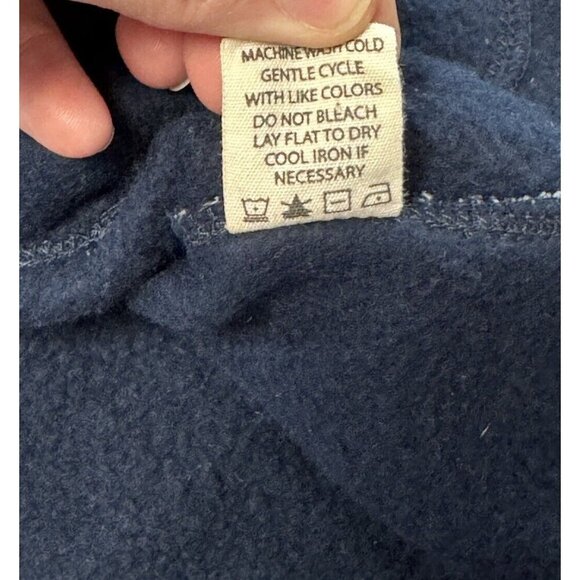 MACHINE WASH COLD
GENTLE CYCLE
WITH LIKE COLORS
DO NOT BLEACH
LAY FLAT TO DRY
COOL IRON IF
NECESSARY